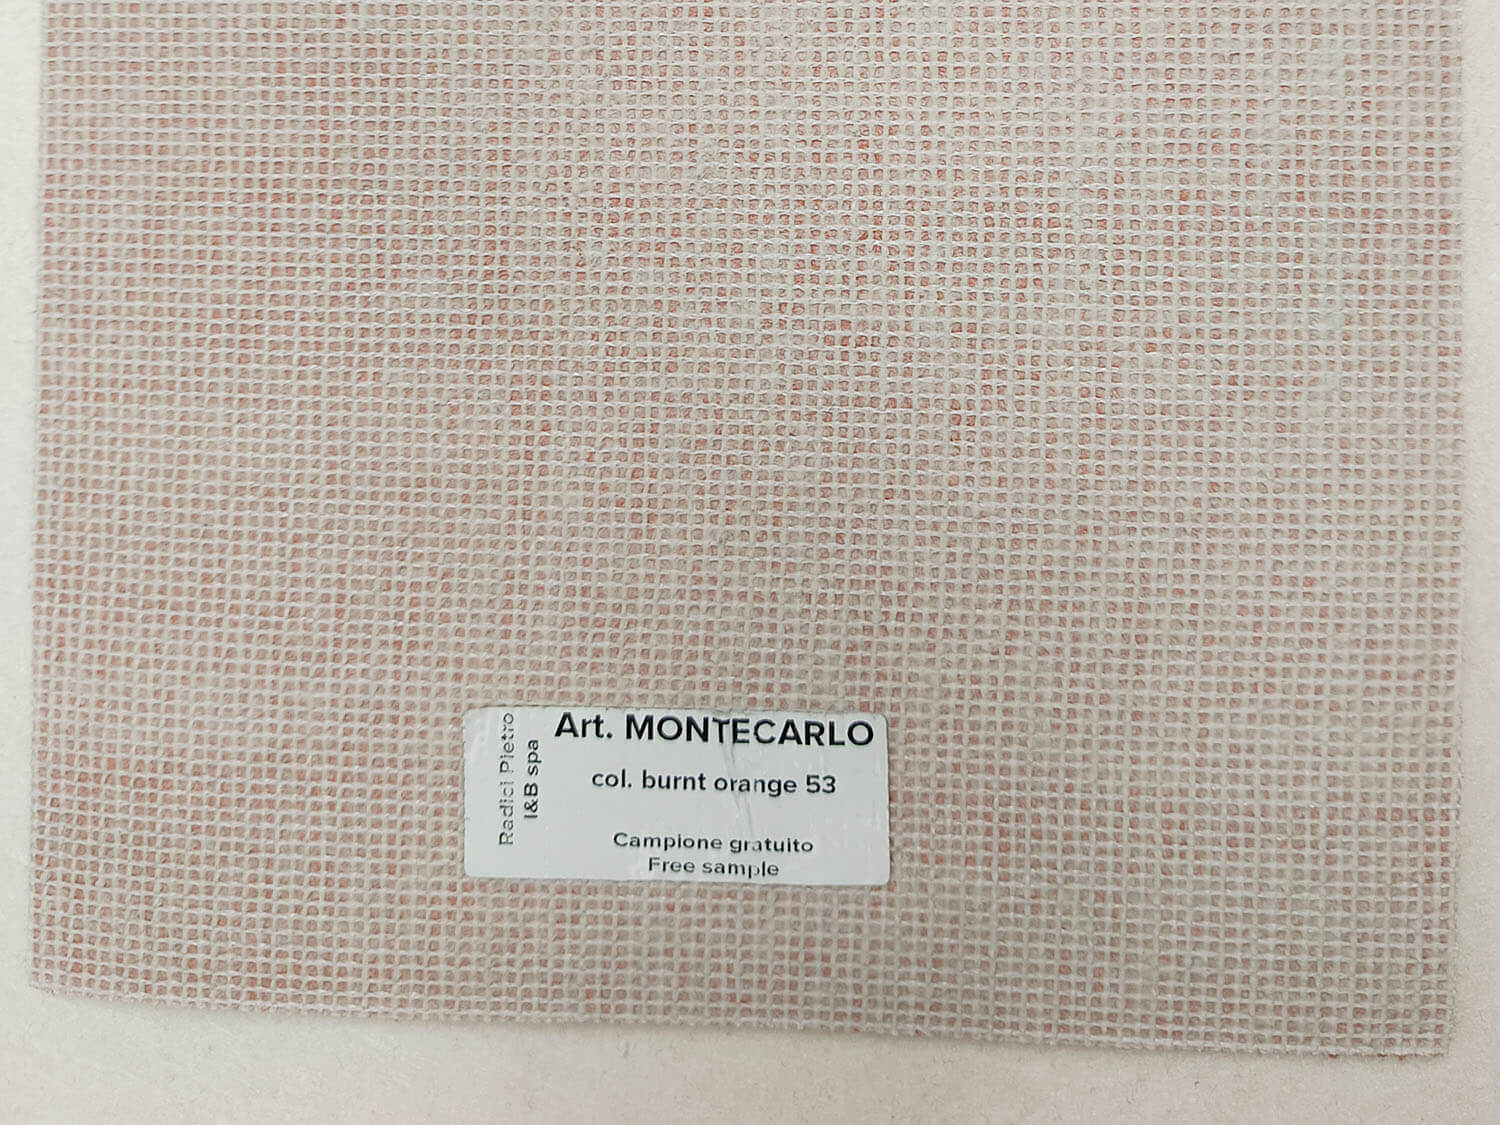 Radici Pietro
I&B spa
Art. MONTECARLO
col. burnt orange 53
Campione gratuito
Free sample